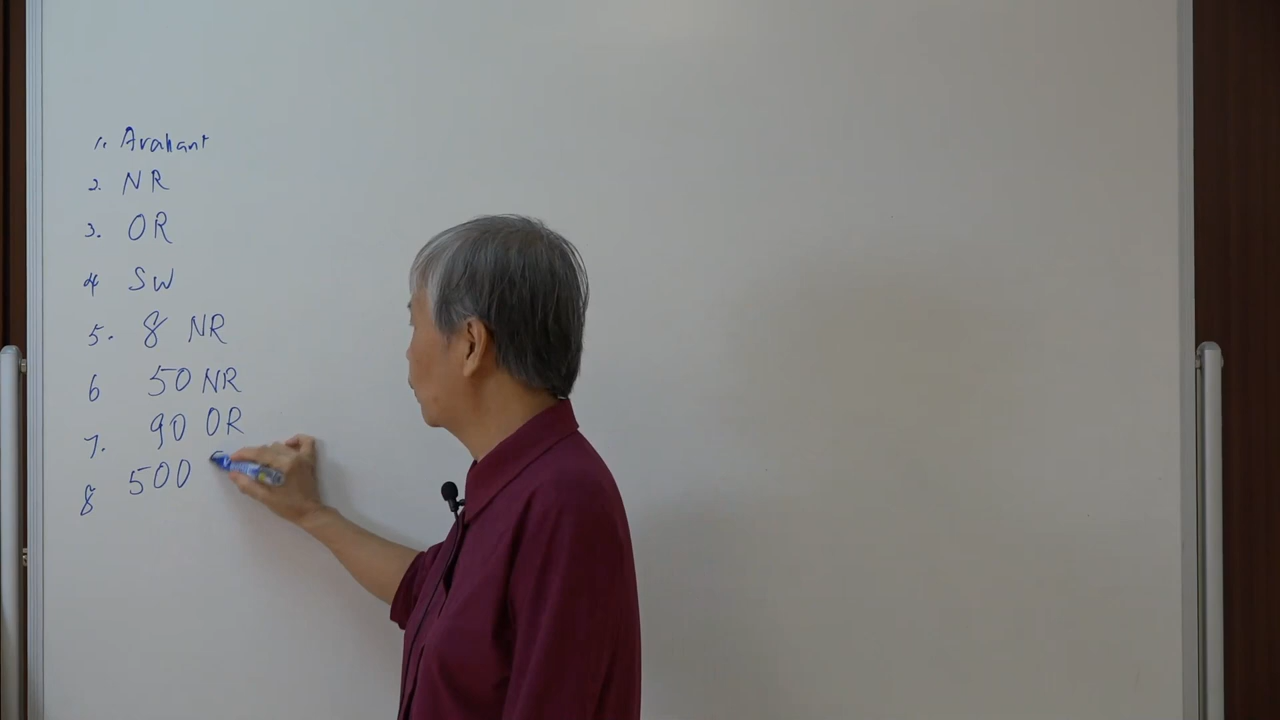 1. Arahant
2. NR
3. OR
4 SW
5. 8 NR
6 50 NR
7. 90 OR
8 500